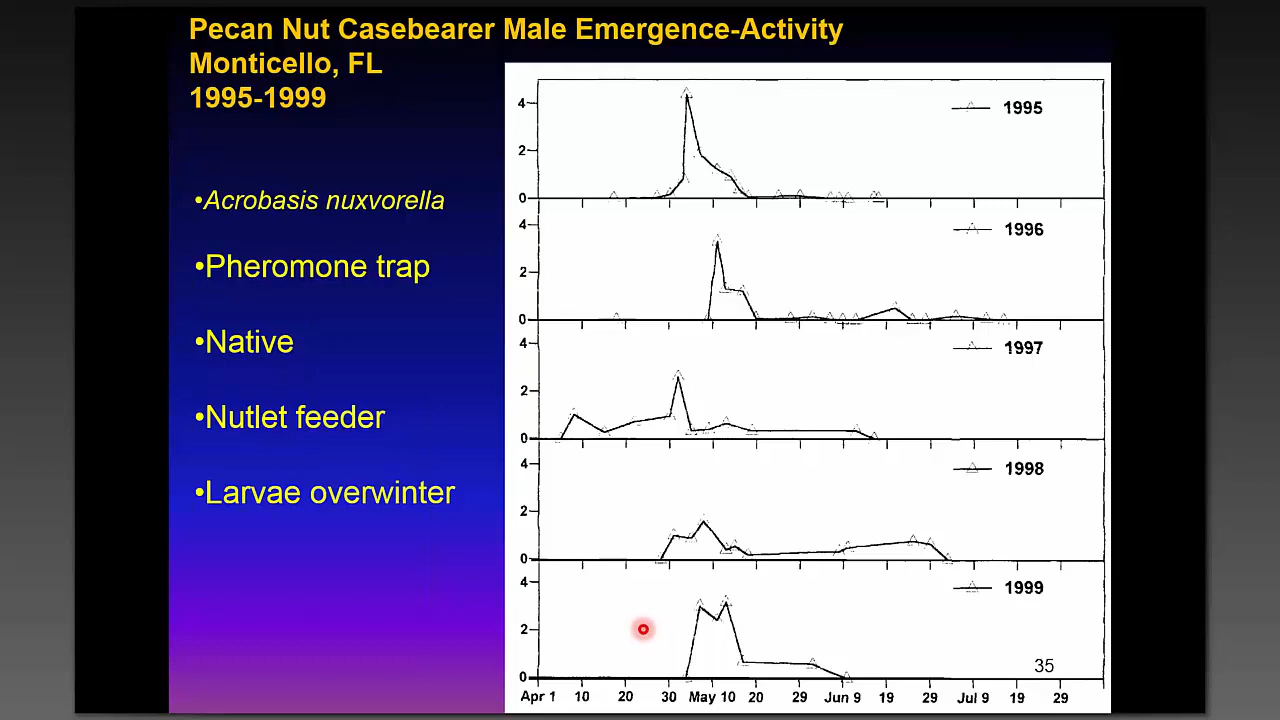 Pecan Nut Casebearer Male Emergence-Activity
Monticello, FL
1995-1999
•Acrobasis nuxvorella
•Pheromone trap
•Native
•Nutlet feeder
•Larvae overwinter
4
2
0
1995
4
2
0
1996
4
2
0
1997
4
2
0
1998
4
2
0
1999
35
Apr 1 10 20 30 May 10 20 29 Jun 9 19 29 Jul 9 19 29